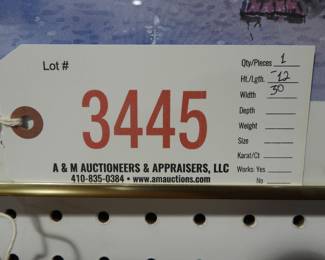 Lot #
3445
A & M AUCTIONEERS & APPRAISERS, LLC
410-835-0384 • www.amauctions.com
Qty/Pieces 1
Ht./Lgth. 12
Width 30
Depth
Weight
Size
Karat/Ct
Works: Yes
No